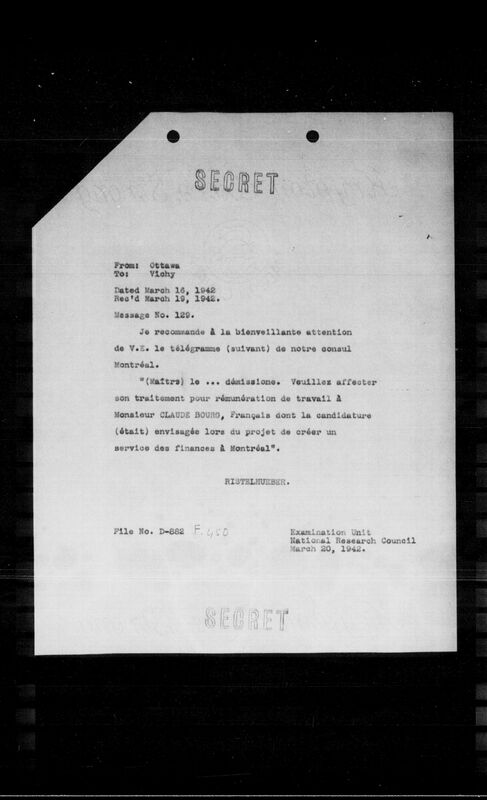 SECRET
From: Ottawa
To: Vichy
Dated March 16, 1942
Rec'd March 19, 1942.
Message No. 129.
Je recommande à la bienveillante attention
de V.E. le télégramme (suivant) de notre consul
Montréal.
"(Maître) le ... démissione. Veuillez affecter
son traitement pour rémunération de travail à
Monsieur CLAUDE BOURG, Français dont la candidature
(était) envisagée lors du projet de créer un
service des finances à Montréal".
RISTELHUEBER.
File No. D-882 F. 450
Examination Unit
National Research Council
March 20, 1942.
SECRET